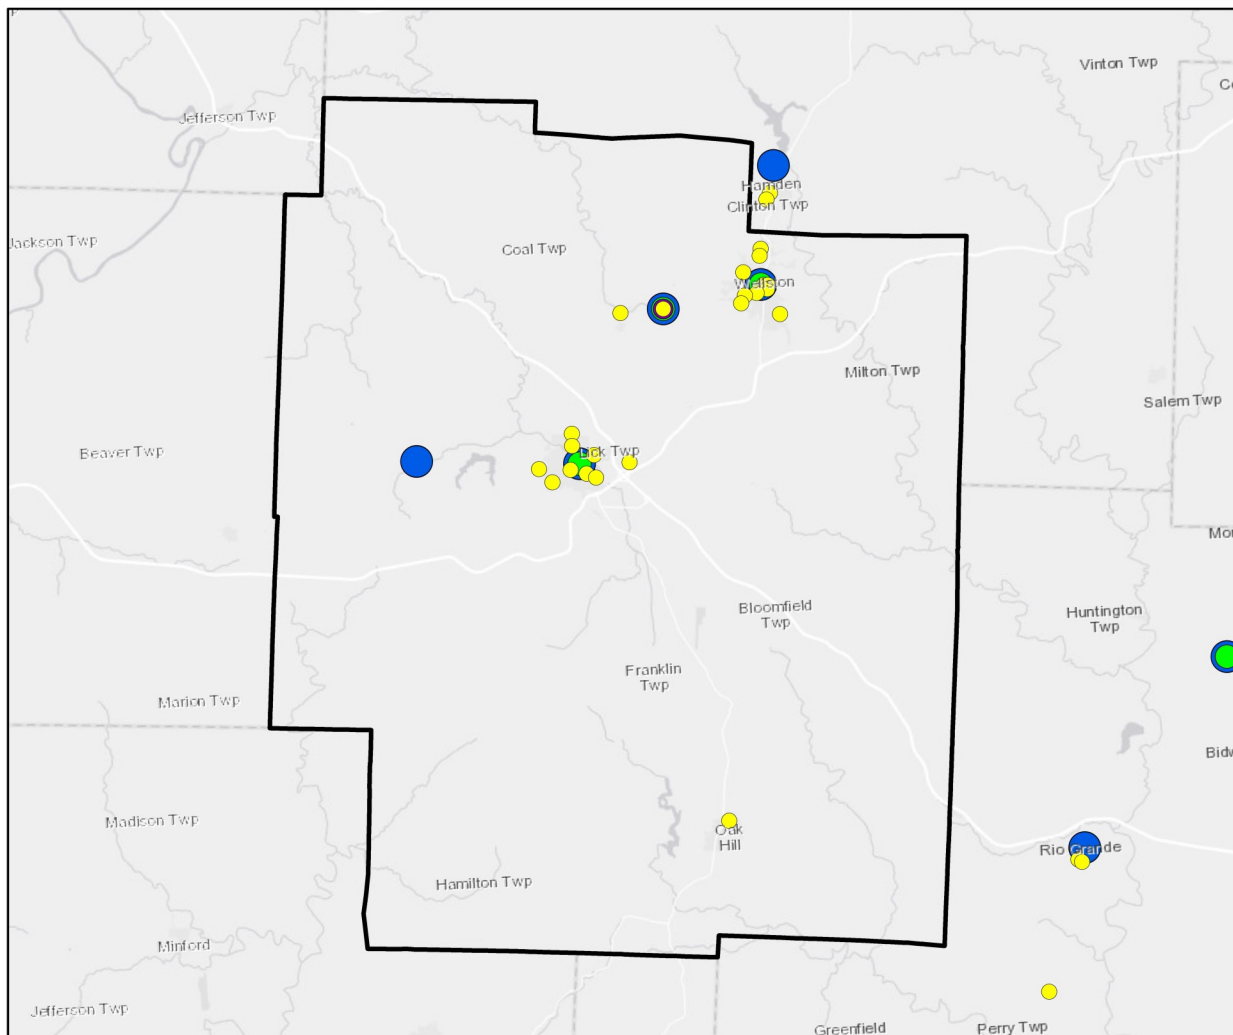 Vinton Twp
Jefferson Twp
Hamden
Clinton Twp
Jackson Twp
Coal Twp
Wellston
Milton Twp
Salem Twp
Beaver Twp
Lick Twp
Bloomfield
Twp
Huntington
Twp
Franklin
Twp
Marion Twp
Madison Twp
Oak
Hill
Rio Grande
Hamilton Twp
Minford
Jefferson Twp
Greenfield
Perry Twp